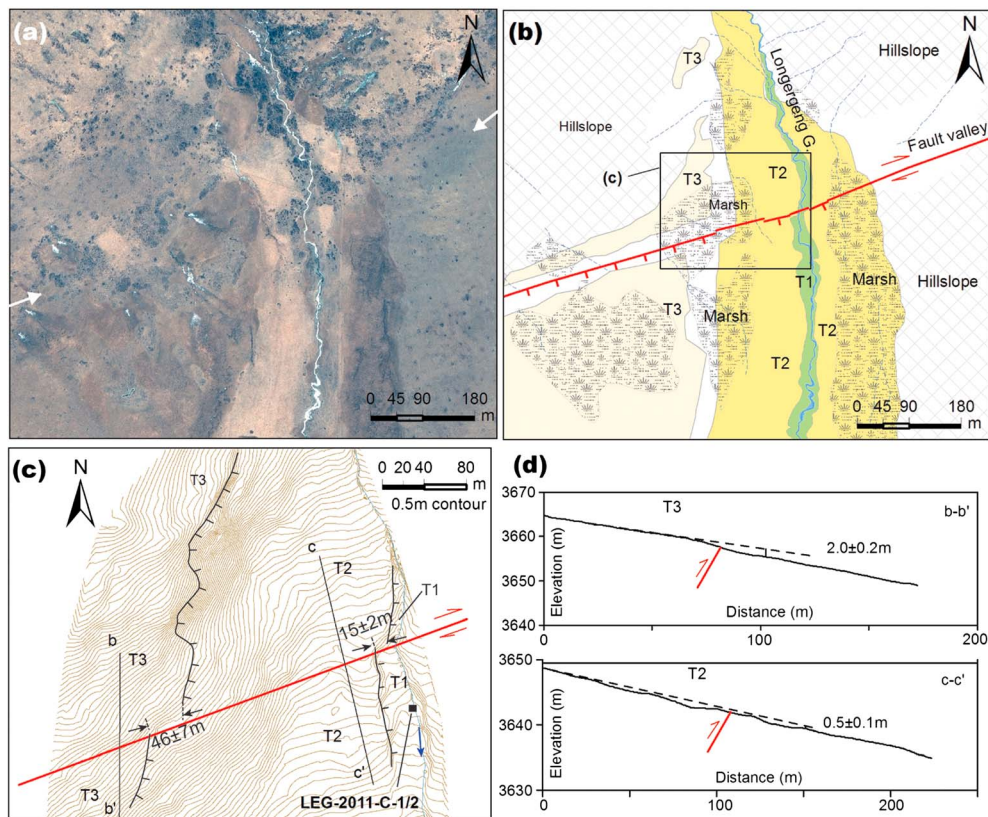 (a)
N
0 45 90 180
m
(b)
N
T3
Longergeng G.
Hillslope
Hillslope
Fault valley
(c)
T3
T2
Marsh
T1
Hillslope
T3
Marsh
Marsh
T2
T2
0 45 90 180
m
(c)
N
T3
0 20 40 80
m
0.5m contour
c
T2
T1
15±2m
b
T3
T1
46±7m
T2
T3
b'
c'
LEG-2011-C-1/2
(d)
3670
T3
b-b'
3660
2.0±0.2m
Elevation (m)
3650
Distance (m)
3640
0 100 200
3650
T2
c-c'
Elevation (m)
3640
0.5±0.1m
Distance (m)
3630
0 50 100 150 200 250